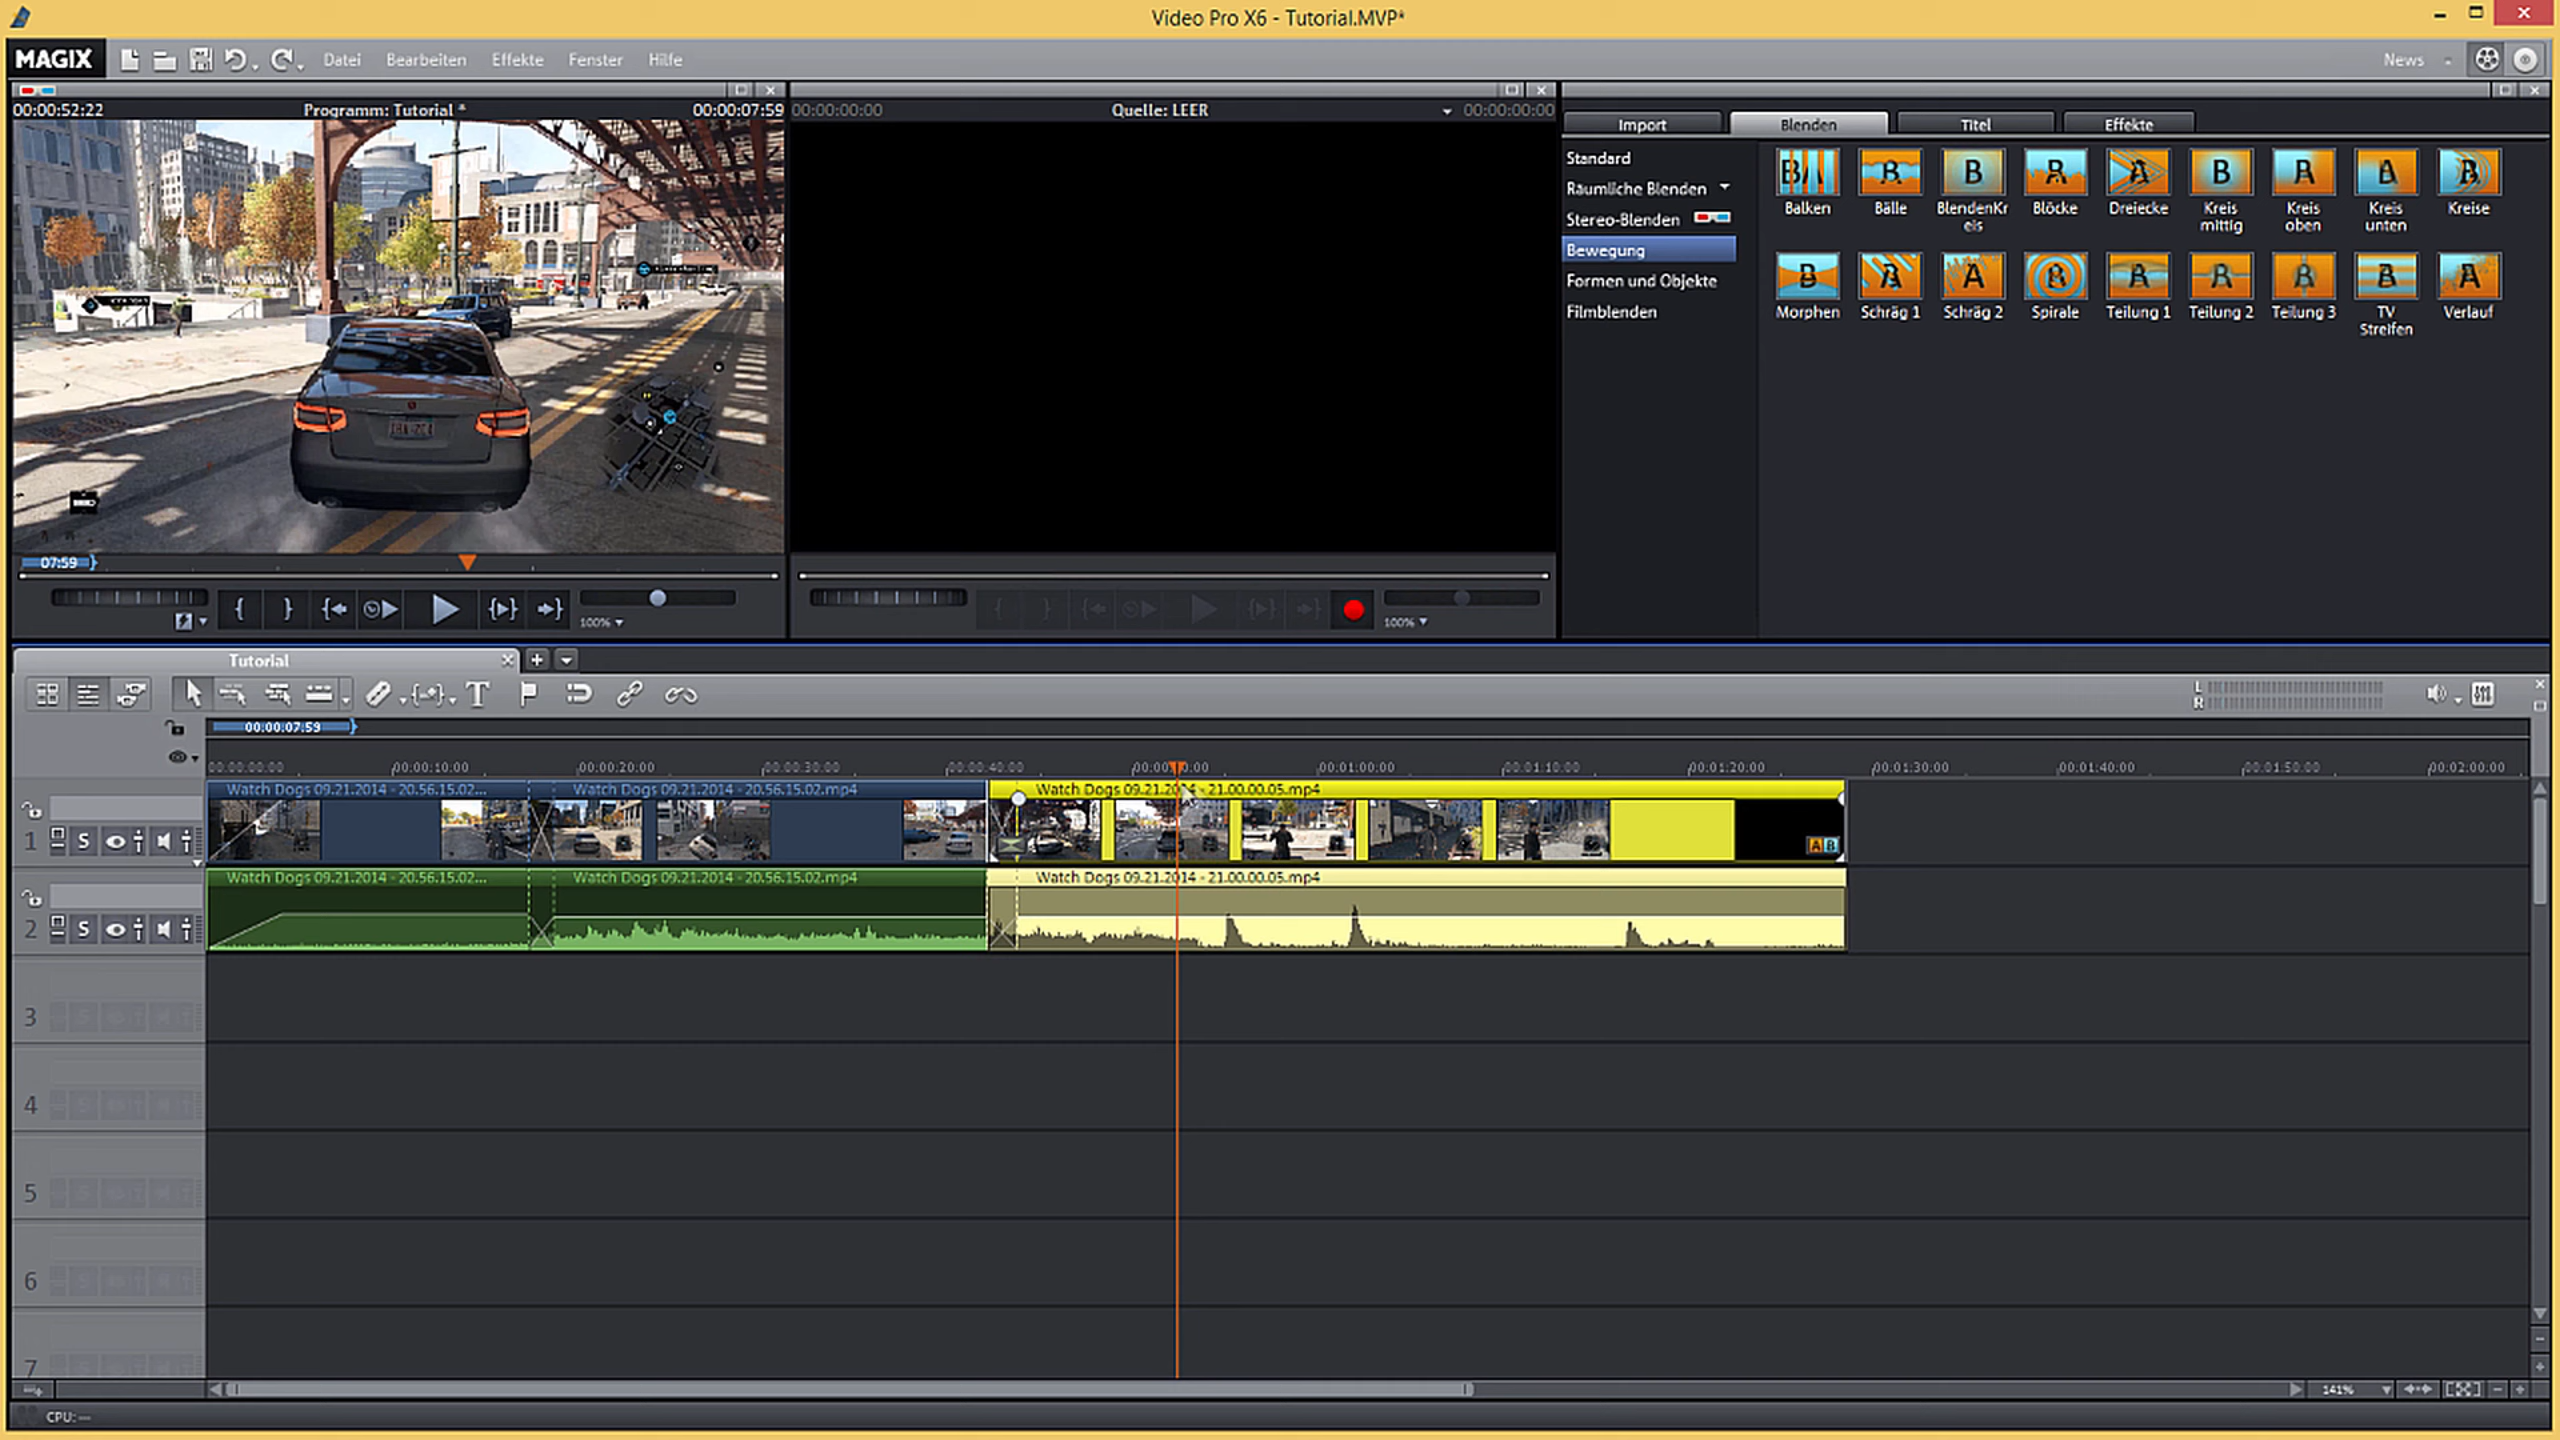 Video Pro X6 - Tutorial.MVP*
MAGIX
Datei Bearbeiten Effekte Fenster Hilfe
News
00:00:52:22 Programm: Tutorial * 00:00:07:59
00:00:00:00 Quelle: LEER 00:00:00:00
Import Blenden Titel Effekte
Standard
Räumliche Blenden
Stereo-Blenden
Bewegung
Formen und Objekte
Filmblenden
Balken Bälle BlendenKr
eis Blöcke Dreiecke Kreis
mittig Kreis
oben Kreis
unten Kreise
Morphen Schräg 1 Schräg 2 Spirale Teilung 1 Teilung 2 Teilung 3 TV
Streifen Verlauf
07:59
100% 100%
Tutorial
L
R
00:00:07:59
00:00:00:00 00:00:10:00 00:00:20:00 00:00:30:00 00:00:40:00 00:01:00:00 00:01:10:00 00:01:20:00 00:01:30:00 00:01:40:00 00:01:50:00 00:02:00:00
Watch Dogs 09.21.2014 - 20.56.15.02... Watch Dogs 09.21.2014 - 20.56.15.02.mp4 Watch Dogs 09.21.2014 - 21.00.00.05.mp4
1 S
A B
Watch Dogs 09.21.2014 - 20.56.15.02... Watch Dogs 09.21.2014 - 20.56.15.02.mp4 Watch Dogs 09.21.2014 - 21.00.00.05.mp4
2 S
3 S
4 S
5 S
6 S
7
141%
CPU: —